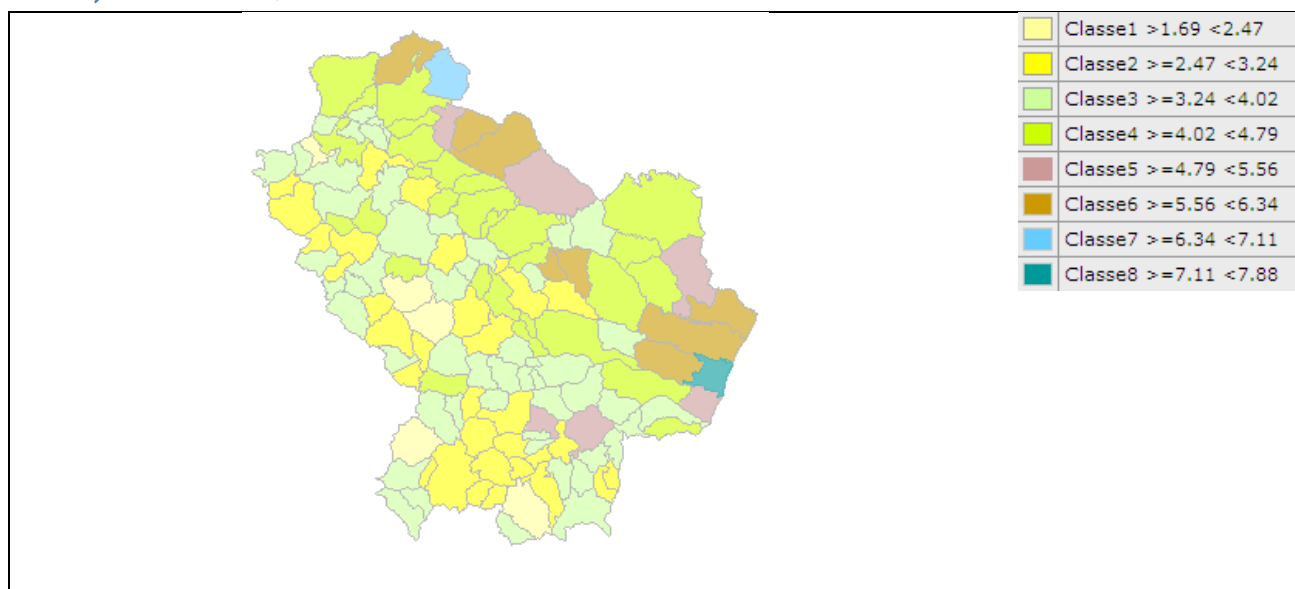 Classe1 >1.69 <2.47
Classe2 >=2.47 <3.24
Classe3 >=3.24 <4.02
Classe4 >=4.02 <4.79
Classe5 >=4.79 <5.56
Classe6 >=5.56 <6.34
Classe7 >=6.34 <7.11
Classe8 >=7.11 <7.88